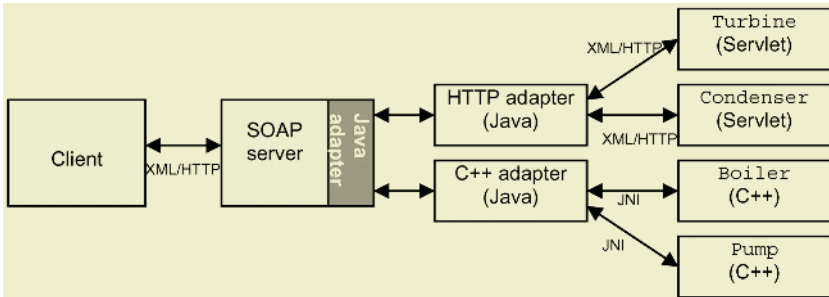 Client
XML/HTTP
SOAP
server
Java
adapter
HTTP adapter
(Java)
C++ adapter
(Java)
XML/HTTP
XML/HTTP
JNI
JNI
Turbine
(Servlet)
Condenser
(Servlet)
Boiler
(C++)
Pump
(C++)